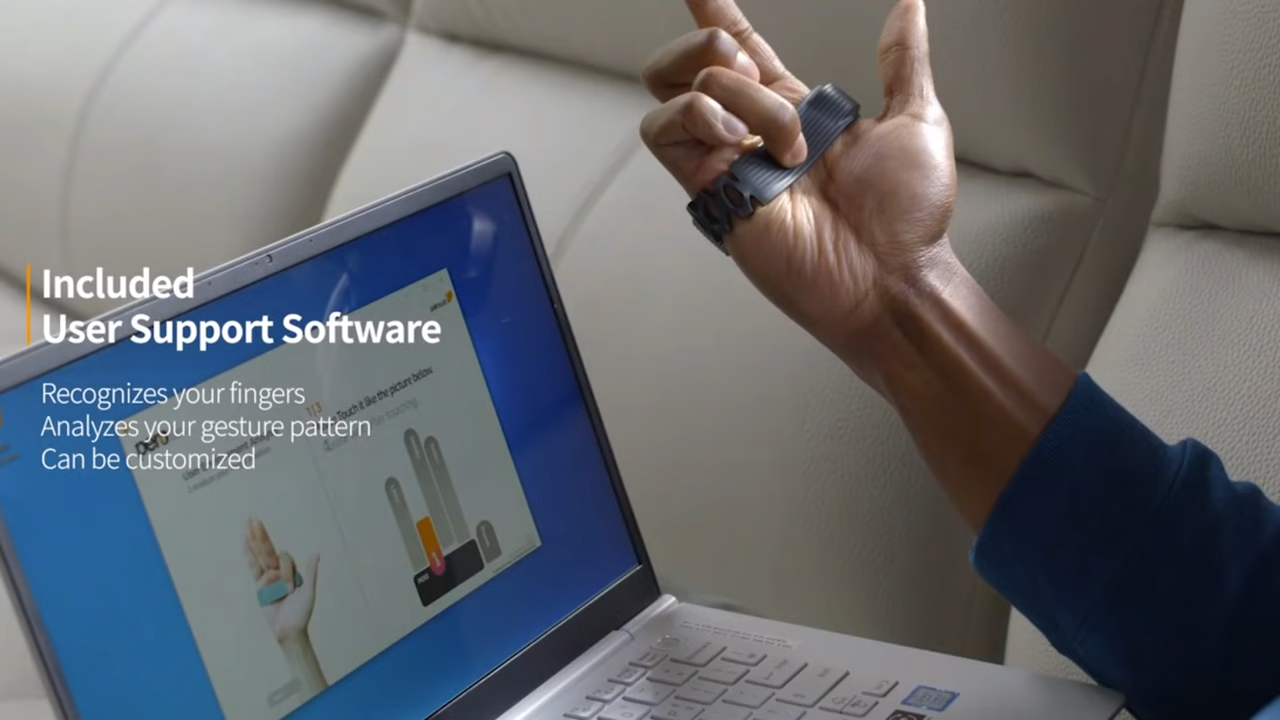 Included
User Support Software
Recognizes your fingers
Analyzes your gesture pattern
Can be customized
Touch it like the picture below.